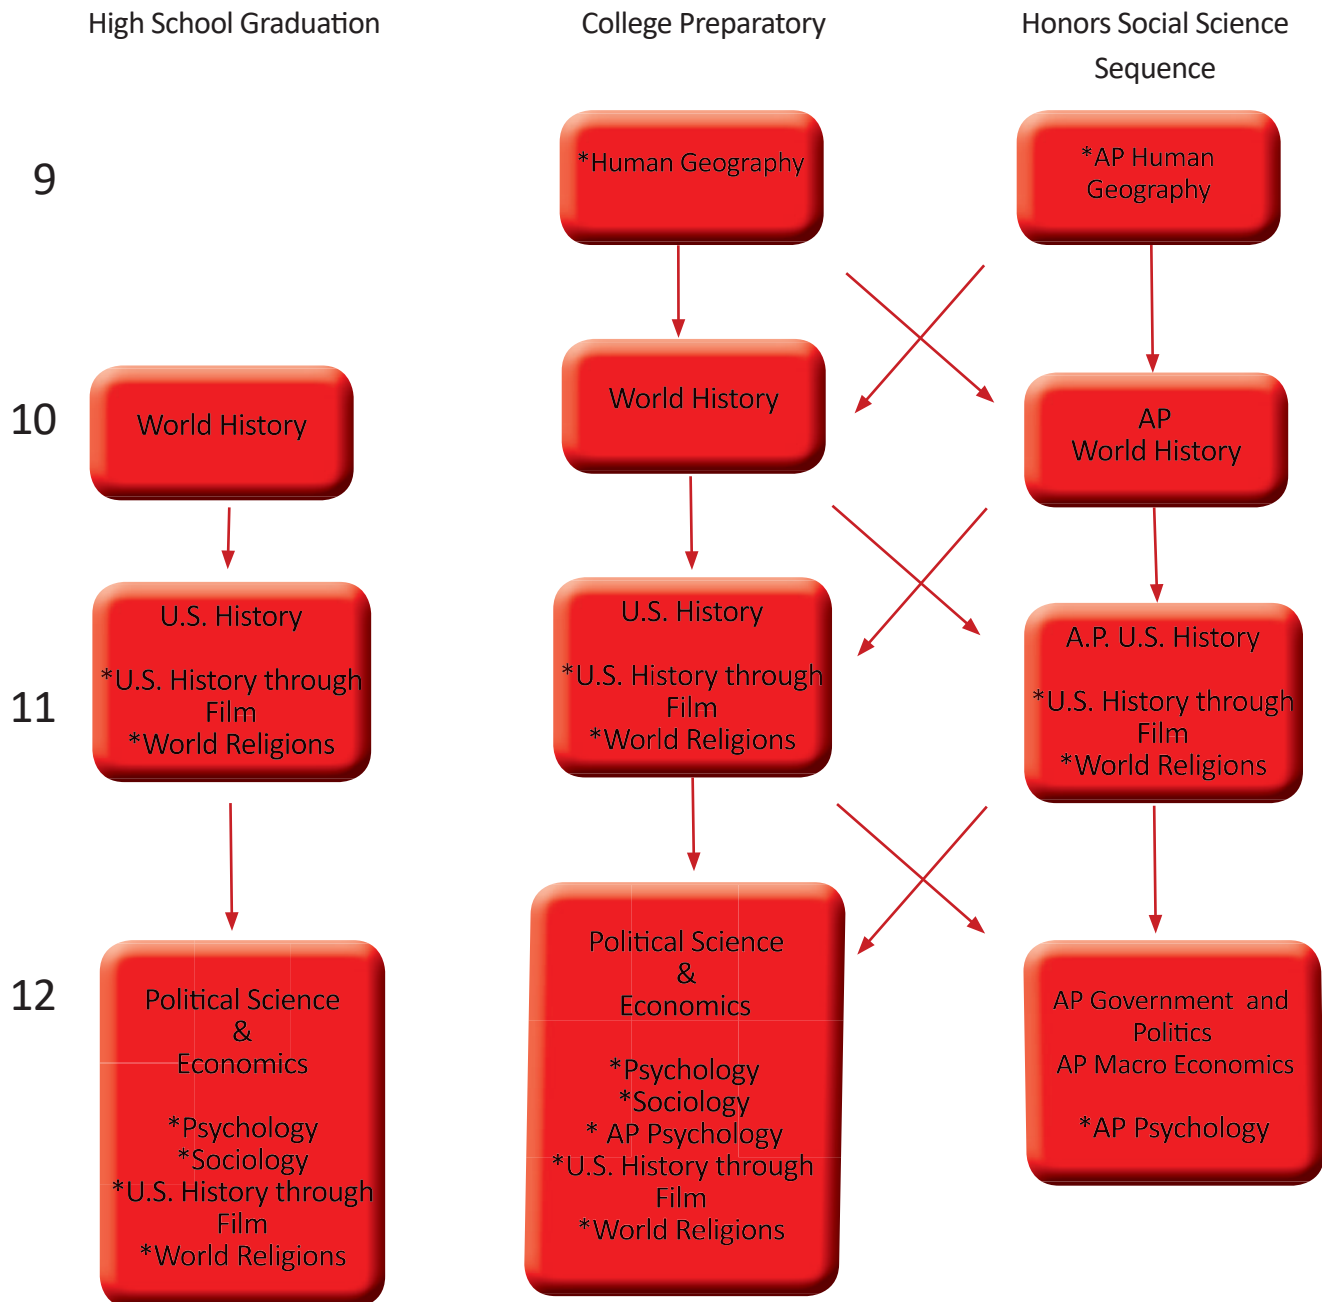 High School Graduation
College Preparatory
Honors Social Science
Sequence
9
*Human Geography
*AP Human
Geography
10
World History
World History
AP
World History
11
U.S. History
*U.S. History through
Film
*World Religions
U.S. History
*U.S. History through
Film
*World Religions
A.P. U.S. History
*U.S. History through
Film
*World Religions
12
Political Science
&
Economics
*Psychology
*Sociology
*U.S. History through
Film
*World Religions
Political Science
&
Economics
*Psychology
*Sociology
* AP Psychology
*U.S. History through
Film
*World Religions
AP Government  and
Politics
AP Macro Economics
*AP Psychology